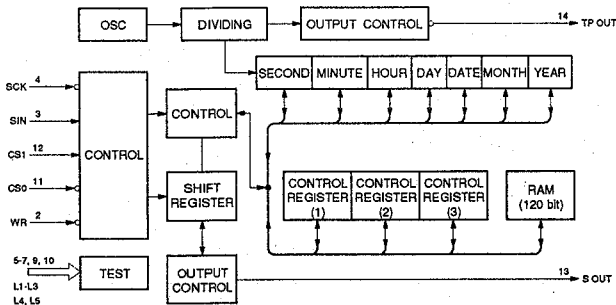 OSC
DIVIDING
OUTPUT CONTROL
14
TP OUT
SECOND MINUTE HOUR DAY DATE MONTH YEAR
SCK 4
SIN 3
CS1 12
CS0 11
WR 2
CONTROL
CONTROL
SHIFT
REGISTER
CONTROL
REGISTER
(1)
CONTROL
REGISTER
(2)
CONTROL
REGISTER
(3)
RAM
(120 bit)
5-7, 9, 10
L1-L3
L4, L5
TEST
OUTPUT
CONTROL
13
S OUT